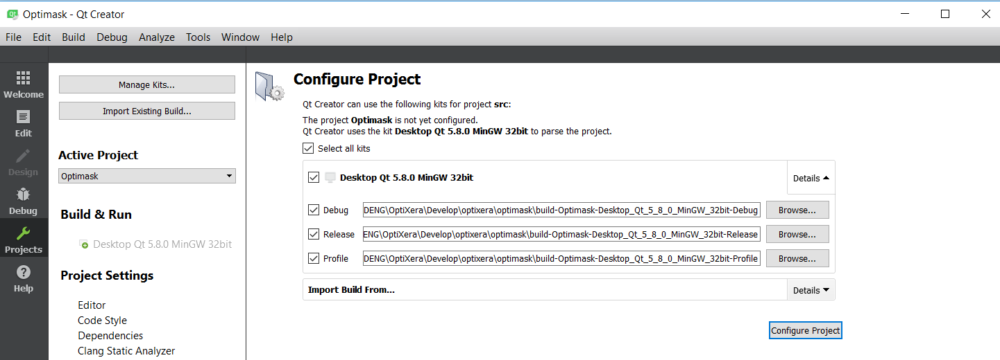 Optimask - Qt Creator
File Edit Build Debug Analyze Tools Window Help
Welcome
Edit
Design
Debug
Projects
Help
Manage Kits...
Import Existing Build...
Active Project
Optimask
Build & Run
Desktop Qt 5.8.0 MinGW 32bit
Project Settings
Editor
Code Style
Dependencies
Clang Static Analyzer
Configure Project
Qt Creator can use the following kits for project src:
The project Optimask is not yet configured.
Qt Creator uses the kit Desktop Qt 5.8.0 MinGW 32bit to parse the project.
Select all kits
Desktop Qt 5.8.0 MinGW 32bit Details
Debug DENG\OptiXera\Develop\optixera\optimask\build-Optimask-Desktop_Qt_5_8_0_MinGW_32bit-Debug Browse...
Release ENG\OptiXera\Develop\optixera\optimask\build-Optimask-Desktop_Qt_5_8_0_MinGW_32bit-Release Browse...
Profile DENG\OptiXera\Develop\optixera\optimask\build-Optimask-Desktop_Qt_5_8_0_MinGW_32bit-Profile Browse...
Import Build From... Details
Configure Project